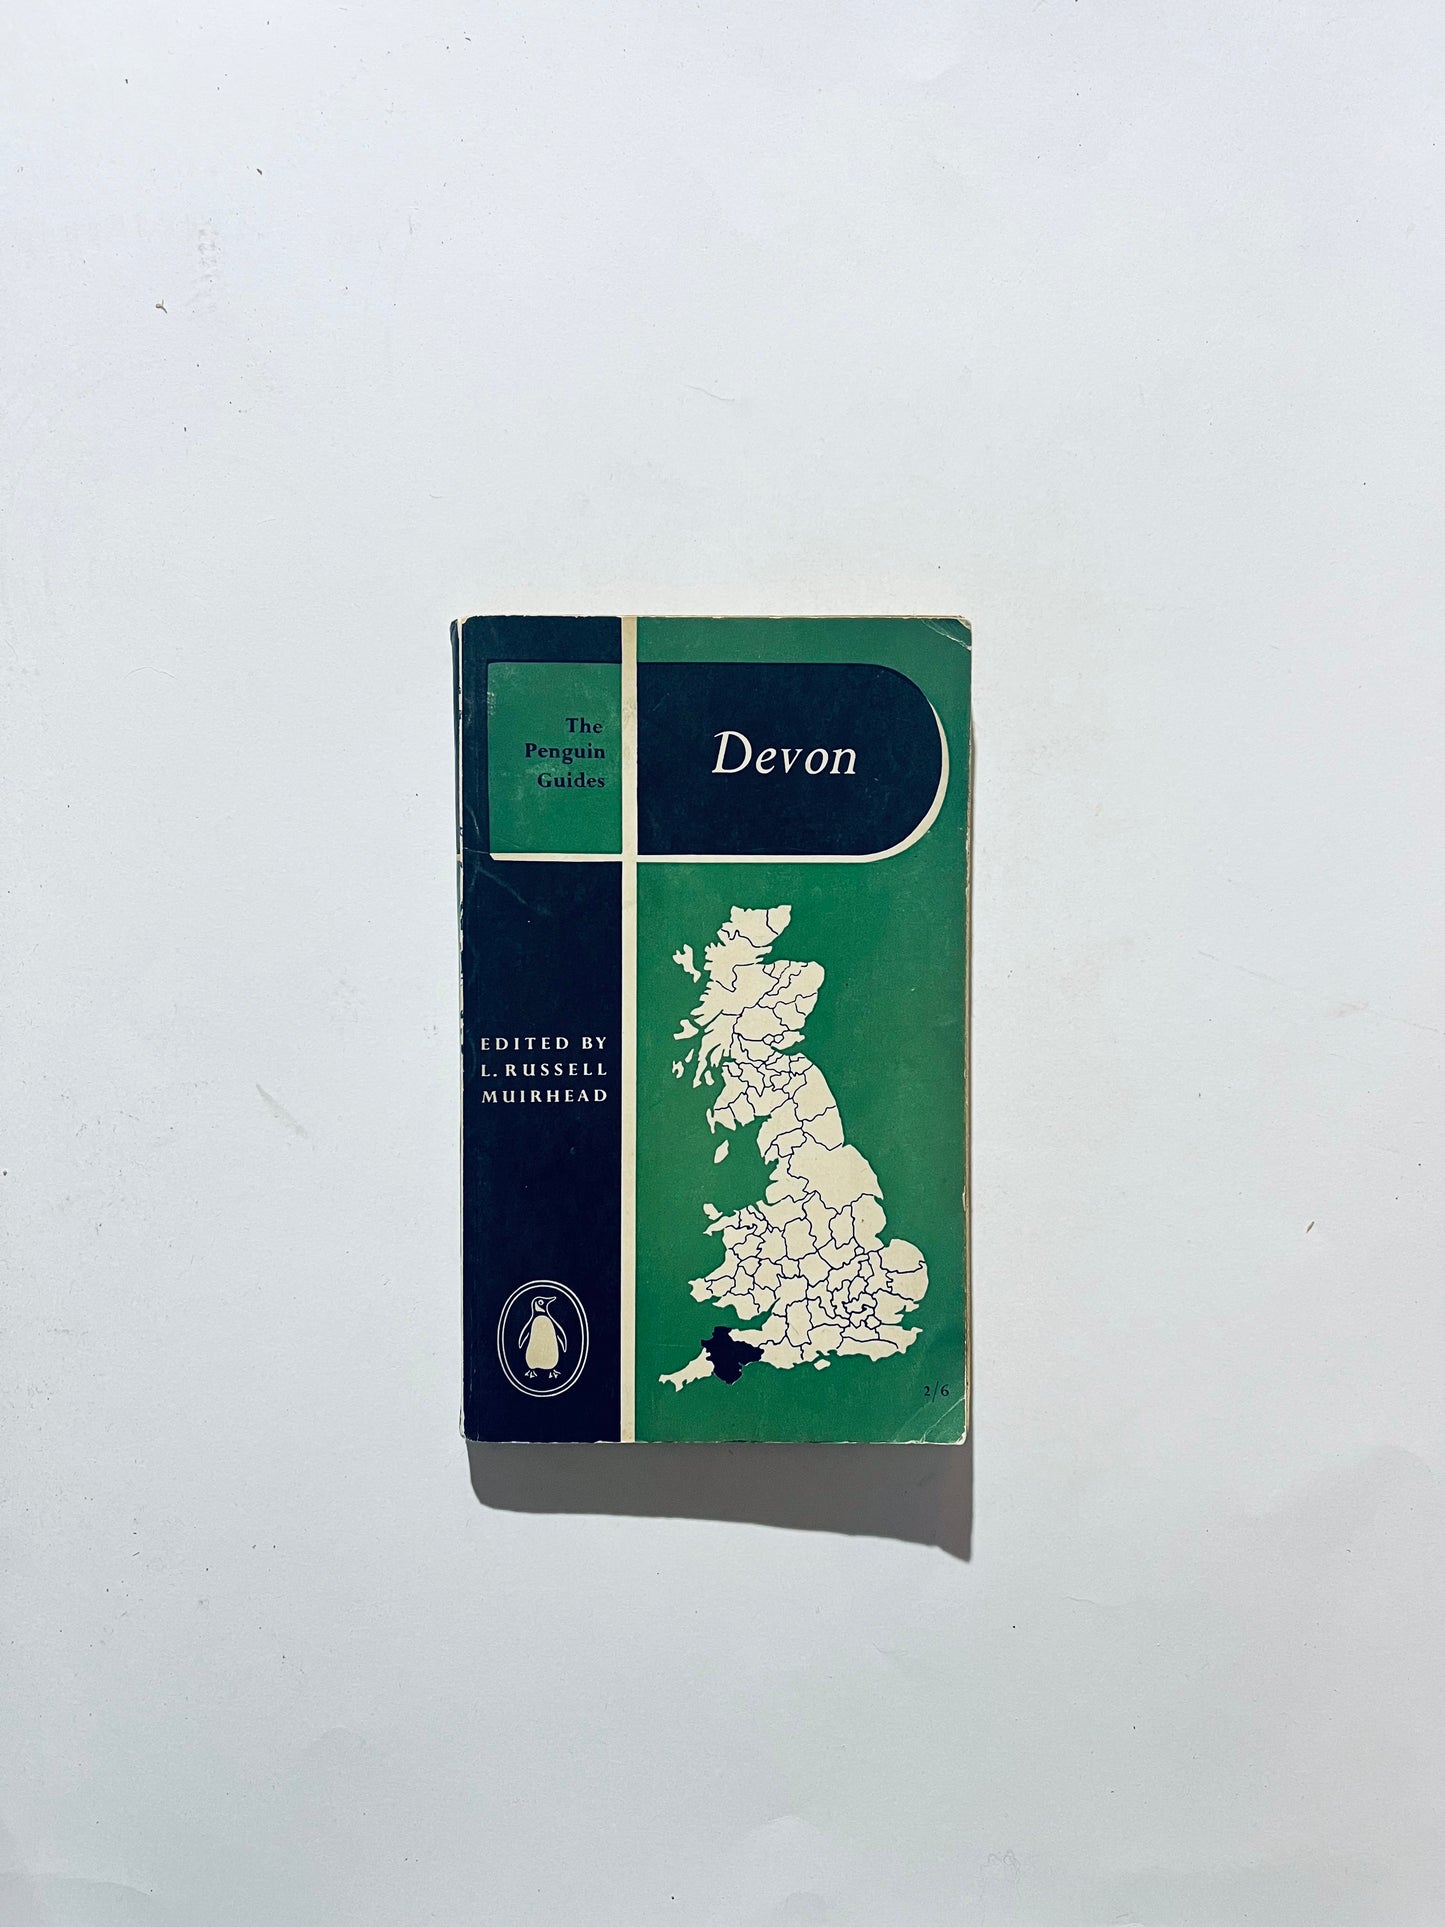 The
Penguin
Guides
Devon
EDITED BY
L. RUSSELL
MUIRHEAD
2/6